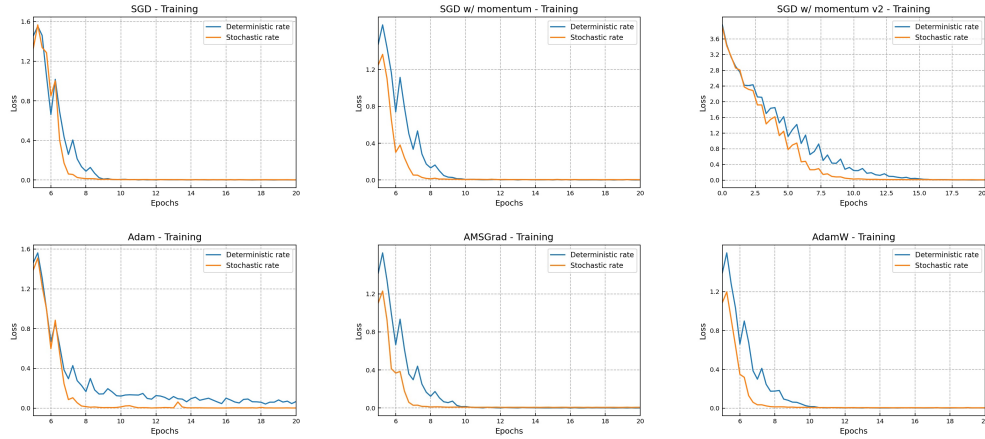 SGD - Training
Loss
1.6
1.2
0.8
0.4
0.0
6 8 10 12 14 16 18 20
Epochs
Deterministic rate
Stochastic rate
SGD w/ momentum - Training
Loss
1.2
0.8
0.4
0.0
6 8 10 12 14 16 18 20
Epochs
Deterministic rate
Stochastic rate
SGD w/ momentum v2 - Training
Loss
3.6
3.2
2.8
2.4
2.0
1.6
1.2
0.8
0.4
0.0
0.0 2.5 5.0 7.5 10.0 12.5 15.0 17.5 20.0
Epochs
Deterministic rate
Stochastic rate
Adam - Training
Loss
1.6
1.2
0.8
0.4
0.0
6 8 10 12 14 16 18 20
Epochs
Deterministic rate
Stochastic rate
AMSGrad - Training
Loss
1.2
0.8
0.4
0.0
6 8 10 12 14 16 18 20
Epochs
Deterministic rate
Stochastic rate
AdamW - Training
Loss
1.2
0.8
0.4
0.0
6 8 10 12 14 16 18 20
Epochs
Deterministic rate
Stochastic rate